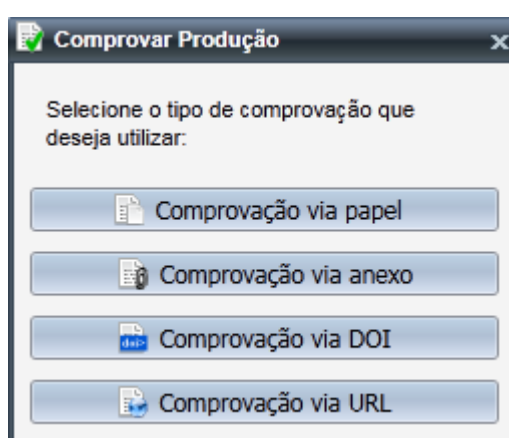 Comprovar Produção
Selecione o tipo de comprovação que
deseja utilizar:
Comprovação via papel
Comprovação via anexo
Comprovação via DOI
Comprovação via URL